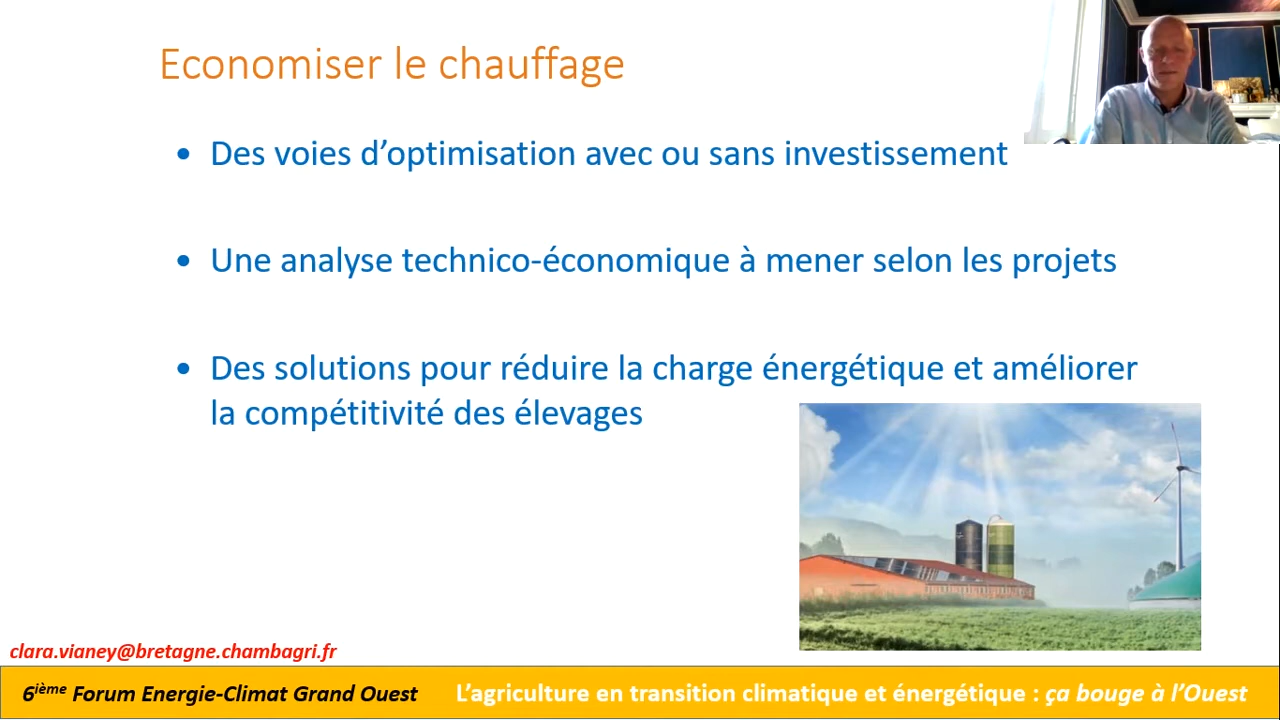 Economiser le chauffage
• Des voies d’optimisation avec ou sans investissement
• Une analyse technico-économique à mener selon les projets
• Des solutions pour réduire la charge énergétique et améliorer
la compétitivité des élevages
clara.vianey@bretagne.chambagri.fr
6ième Forum Energie-Climat Grand Ouest L’agriculture en transition climatique et énergétique : ça bouge à l’Ouest